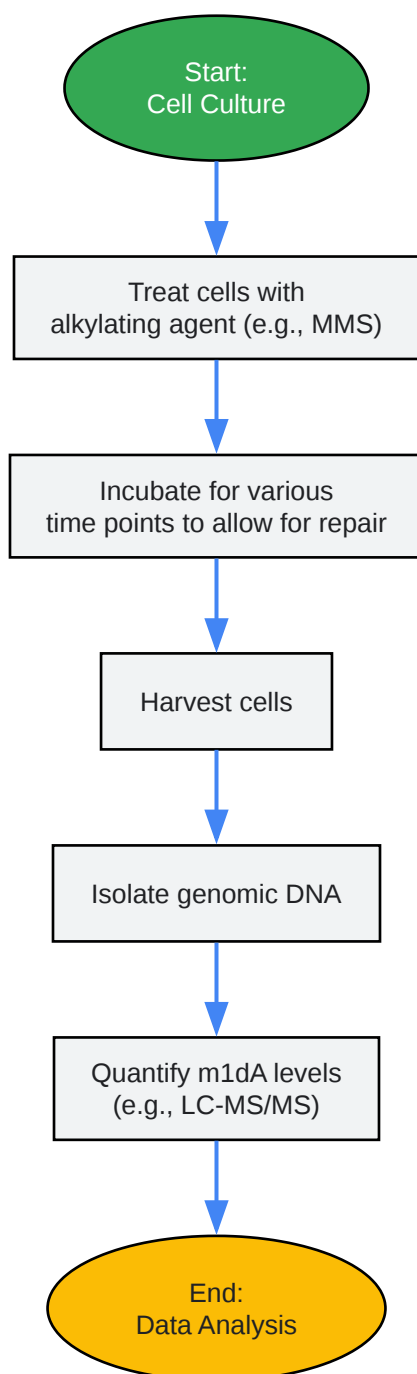 Start:
Cell Culture
Treat cells with
alkylating agent (e.g., MMS)
Incubate for various
time points to allow for repair
Harvest cells
Isolate genomic DNA
Quantify m1dA levels
(e.g., LC-MS/MS)
End:
Data Analysis